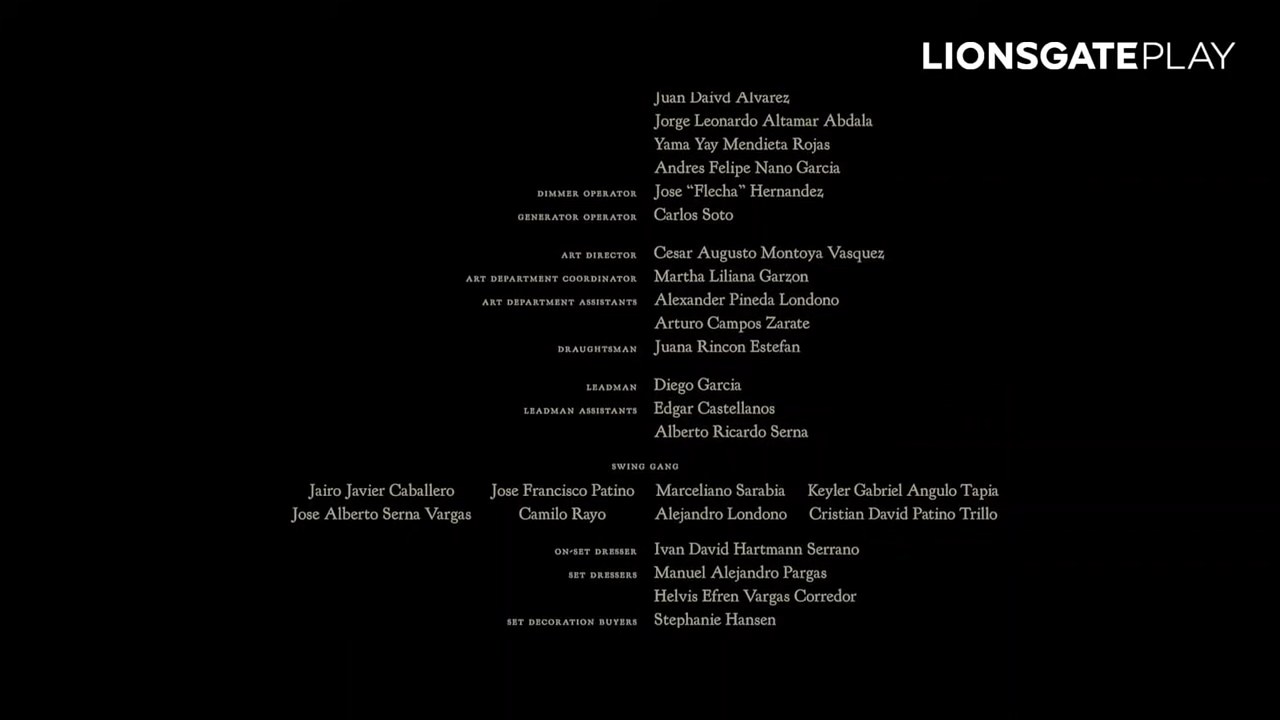 LIONSGATEPLAY
Juan Daivd Alvarez
Jorge Leonardo Altamar Abdala
Yama Yay Mendieta Rojas
Andres Felipe Nano Garcia
DIMMER OPERATOR Jose “Flecha” Hernandez
GENERATOR OPERATOR Carlos Soto
ART DIRECTOR Cesar Augusto Montoya Vasquez
ART DEPARTMENT COORDINATOR Martha Liliana Garzon
ART DEPARTMENT ASSISTANTS Alexander Pineda Londono
Arturo Campos Zarate
DRAUGHTSMAN Juana Rincon Estefan
LEADMAN Diego Garcia
LEADMAN ASSISTANTS Edgar Castellanos
Alberto Ricardo Serna
SWING GANG
Jairo Javier Caballero Jose Francisco Patino Marceliano Sarabia Keyler Gabriel Angulo Tapia
Jose Alberto Serna Vargas Camilo Rayo Alejandro Londono Cristian David Patino Trillo
ON-SET DRESSER Ivan David Hartmann Serrano
SET DRESSERS Manuel Alejandro Pargas
Helvis Efren Vargas Corredor
SET DECORATION BUYERS Stephanie Hansen